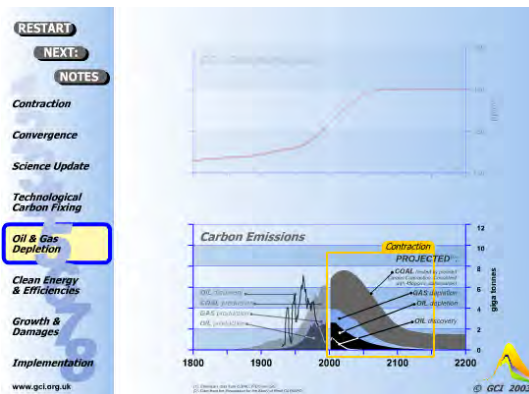 RESTART
NEXT:
NOTES
Contraction
Convergence
Science Update
Technological
Carbon Fixing
Oil & Gas
Depletion
Clean Energy
& Efficiencies
Growth &
Damages
Implementation
www.gci.org.uk
Carbon Emissions
Contraction
PROJECTED
COAL
GAS depletion
OIL depletion
OIL discovery
OIL discovery
COAL production
GAS production
OIL production
12
10
8
6
4
2
0
giga tonnes
1800
1900
2000
2100
2200
© GCI 2003